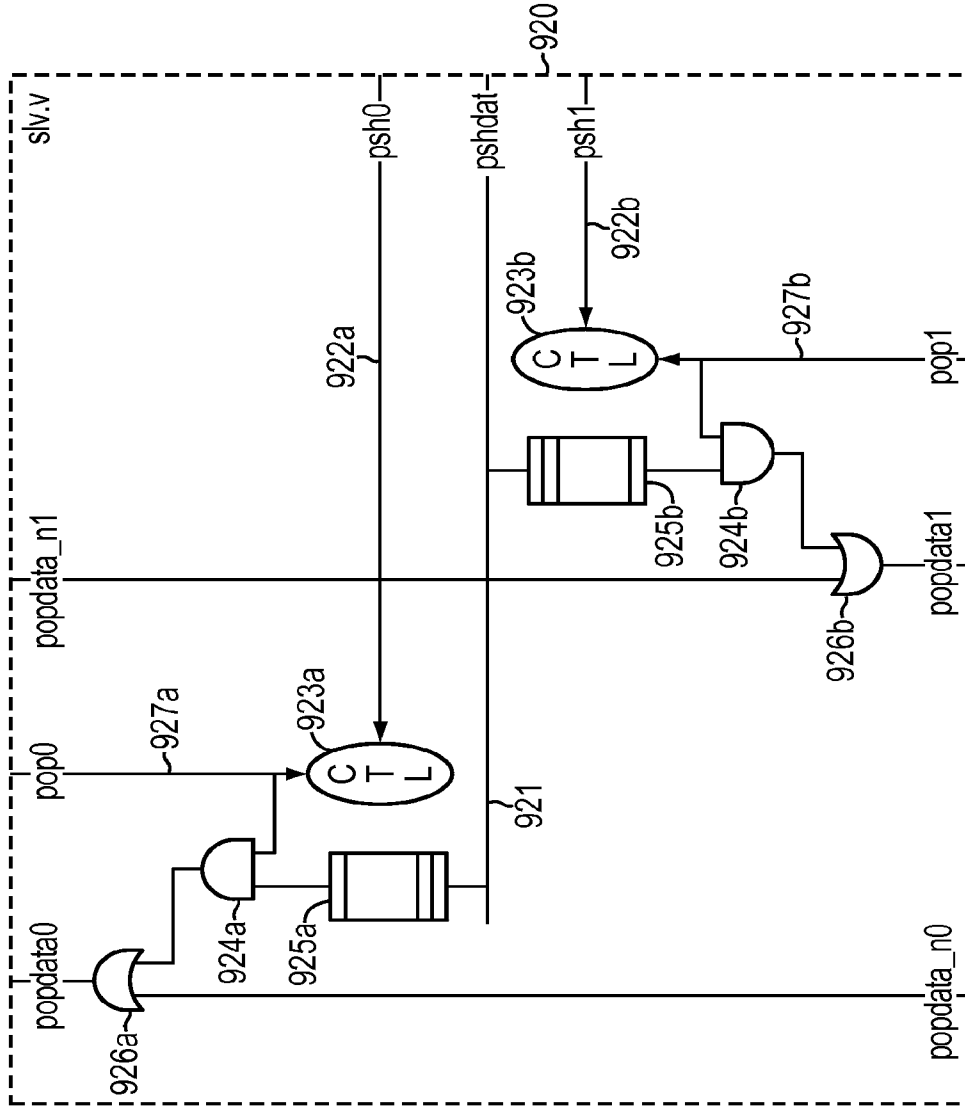 popdata0
pop0
popdata_n1
slv.v
926a
927a
924a
925a
923a
922a
C
T
L
psh0
pshdat
921
923b
920
C
T
L
psh1
922b
925b
924b
927b
926b
popdata_n0
popdata1
pop1